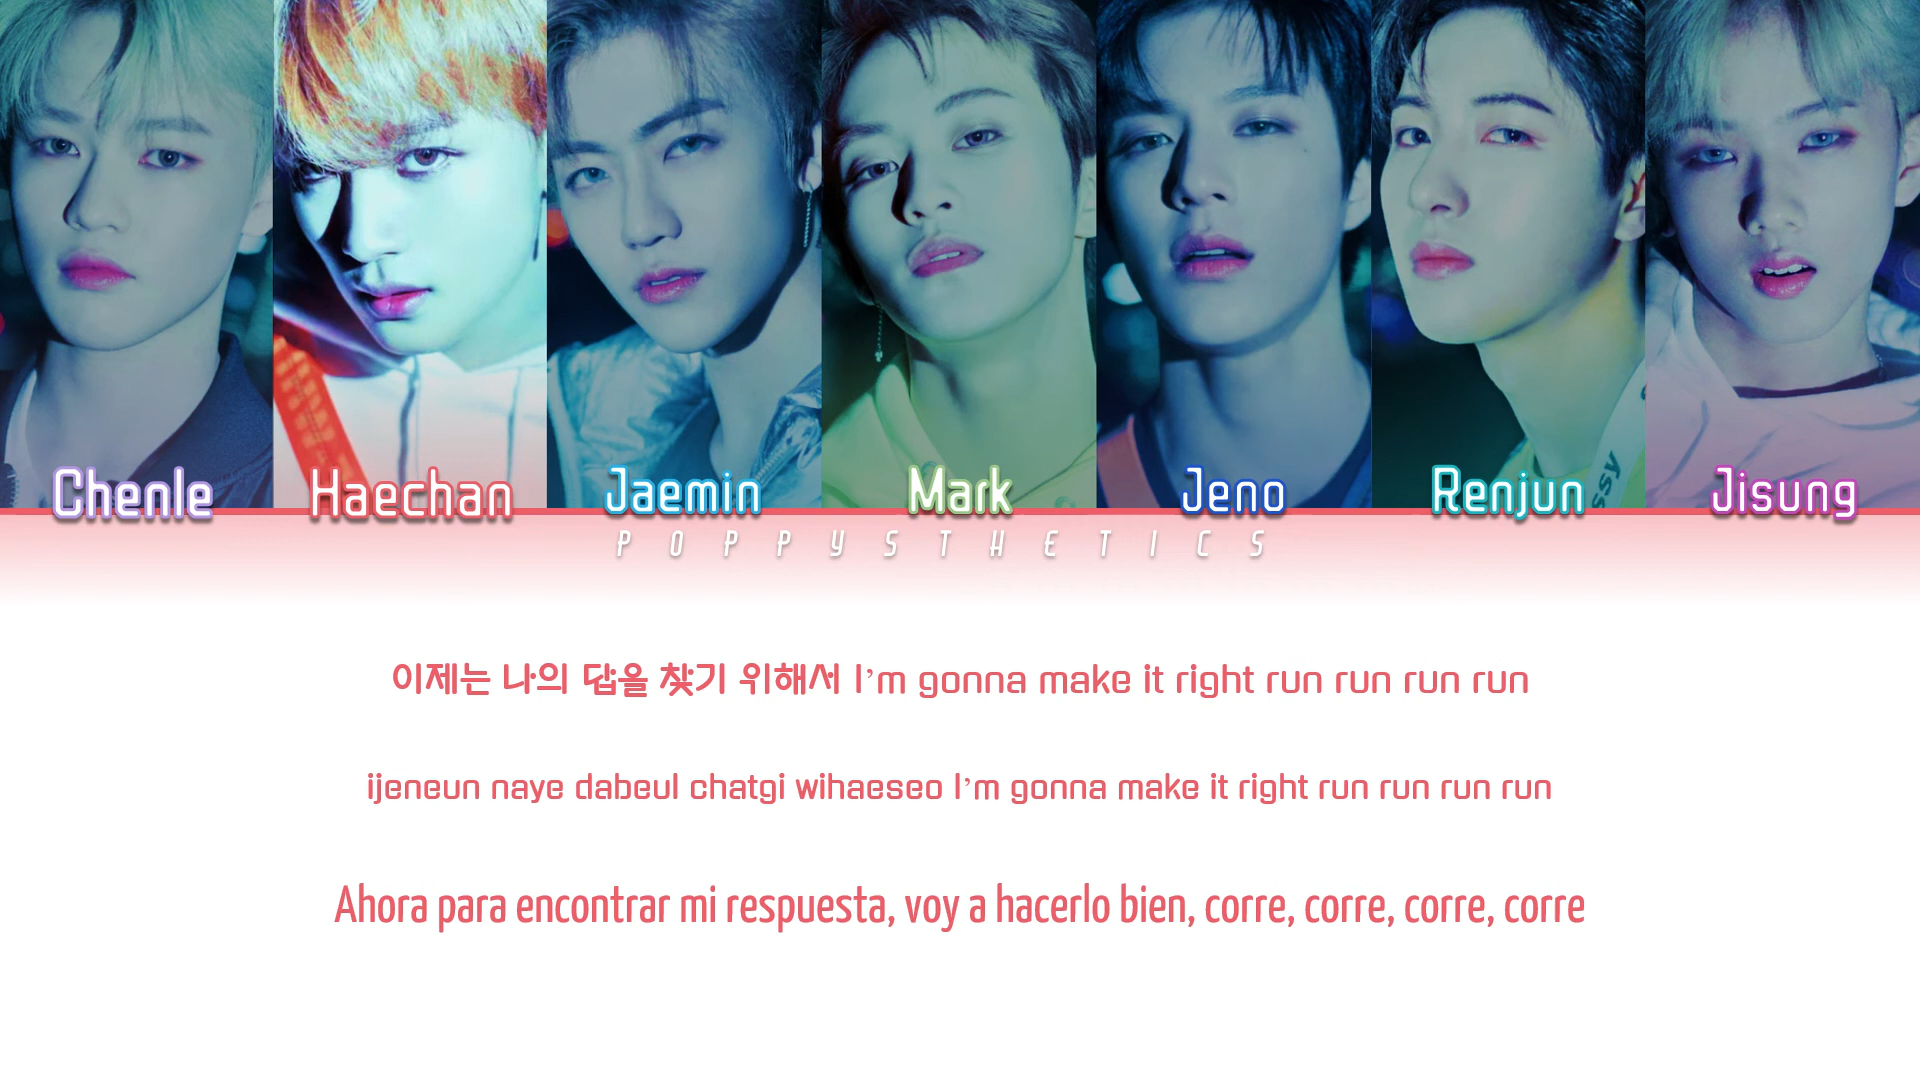 Chenle Haechan Jaemin Mark Jeno Renjun Jisung
POPPYSTHETICS
이제는 나의 답을 찾기 위해서 I'm gonna make it right run run run run
ijeneun naye dabeul chatgi wihaeseo I'm gonna make it right run run run run
Ahora para encontrar mi respuesta, voy a hacerlo bien, corre, corre, corre, corre